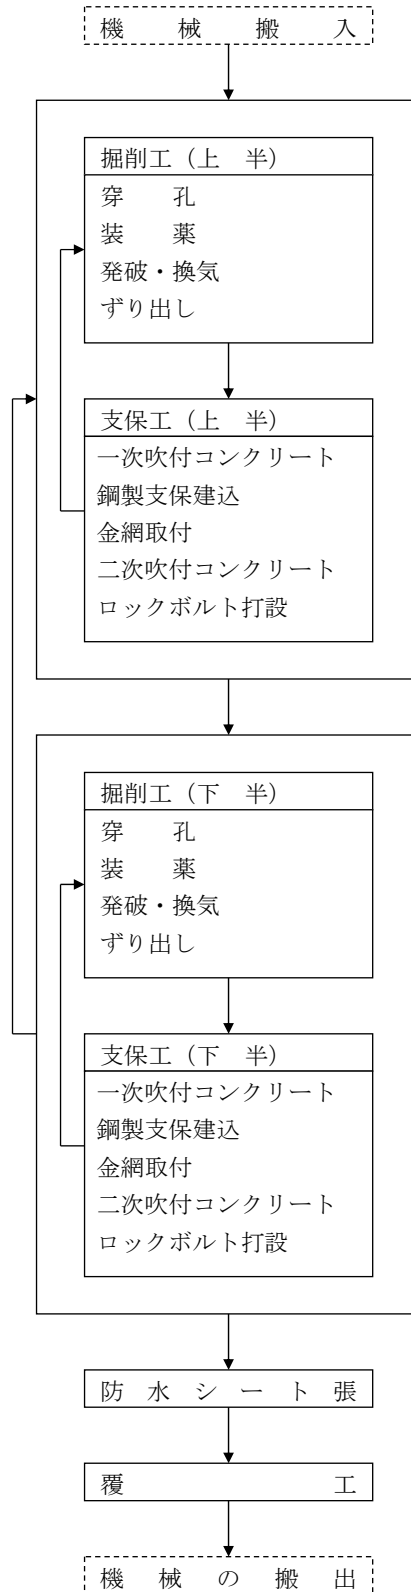 機械搬入
掘削工（上　半）
穿　　孔
装　　薬
発破・換気
ずり出し
支保工（上　半）
一次吹付コンクリート
鋼製支保建込
金網取付
二次吹付コンクリート
ロックボルト打設
掘削工（下　半）
穿　　孔
装　　薬
発破・換気
ずり出し
支保工（下　半）
一次吹付コンクリート
鋼製支保建込
金網取付
二次吹付コンクリート
ロックボルト打設
防水シート張
覆工
機械の搬出